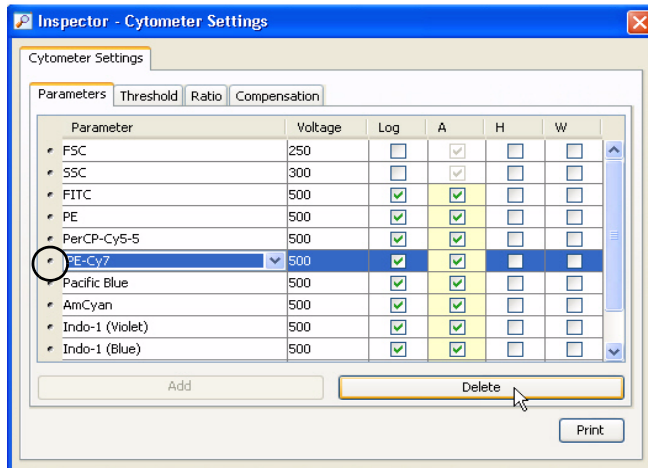 Inspector - Cytometer Settings
Cytometer Settings
Parameters Threshold Ratio Compensation
Parameter Voltage Log A H W
FSC 250
SSC 300
FITC 500
PE 500
PerCP-Cy5-5 500
PE-Cy7 500
Pacific Blue 500
AmCyan 500
Indo-1 (Violet) 500
Indo-1 (Blue) 500
Add Delete
Print